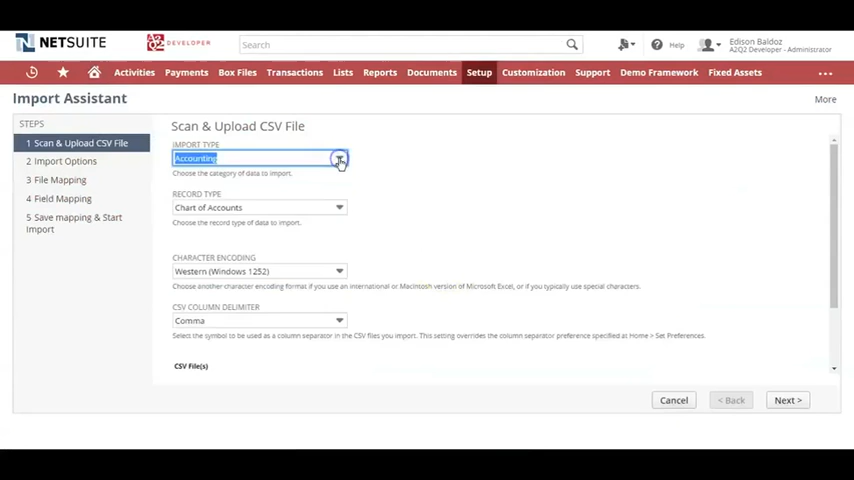 NETSUITE
A2Q2 DEVELOPER
Search
Help
Edison Baldoz
A2Q2 Developer - Administrator
Activities Payments Box Files Transactions Lists Reports Documents Setup Customization Support Demo Framework Fixed Assets
Import Assistant
More
STEPS
1 Scan & Upload CSV File
2 Import Options
3 File Mapping
4 Field Mapping
5 Save mapping & Start
Import
Scan & Upload CSV File
IMPORT TYPE
Accounting
Choose the category of data to import.
RECORD TYPE
Chart of Accounts
Choose the record type of data to import.
CHARACTER ENCODING
Western (Windows 1252)
Choose another character encoding format if you use an international or Macintosh version of Microsoft Excel, or if you typically use special characters.
CSV COLUMN DELIMITER
Comma
Select the symbol to be used as a column separator in the CSV files you import. This setting overrides the column separator preference specified at Home > Set Preferences.
CSV File(s)
Cancel
< Back
Next >